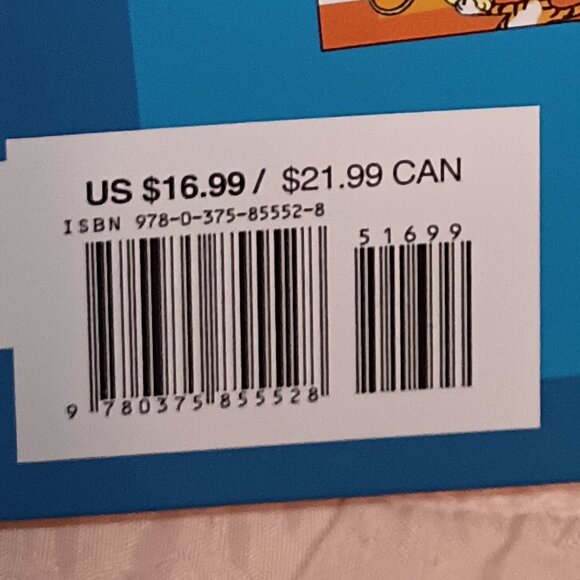 US $16.99 / $21.99 CAN
ISBN 978-0-375-85552-8
51699
9 780375 855528